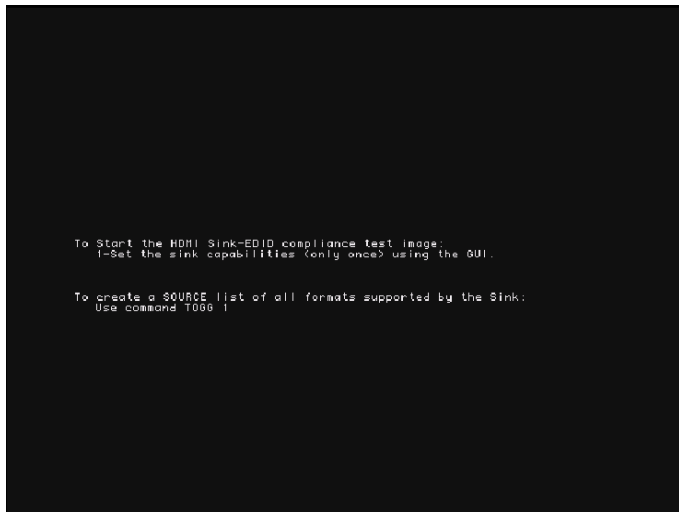 To Start the HDMI Sink-EDID compliance test image:
1-Set the sink capabilities (only once) using the GUI.
To create a SOURCE list of all formats supported by the Sink:
Use command TOGG 1